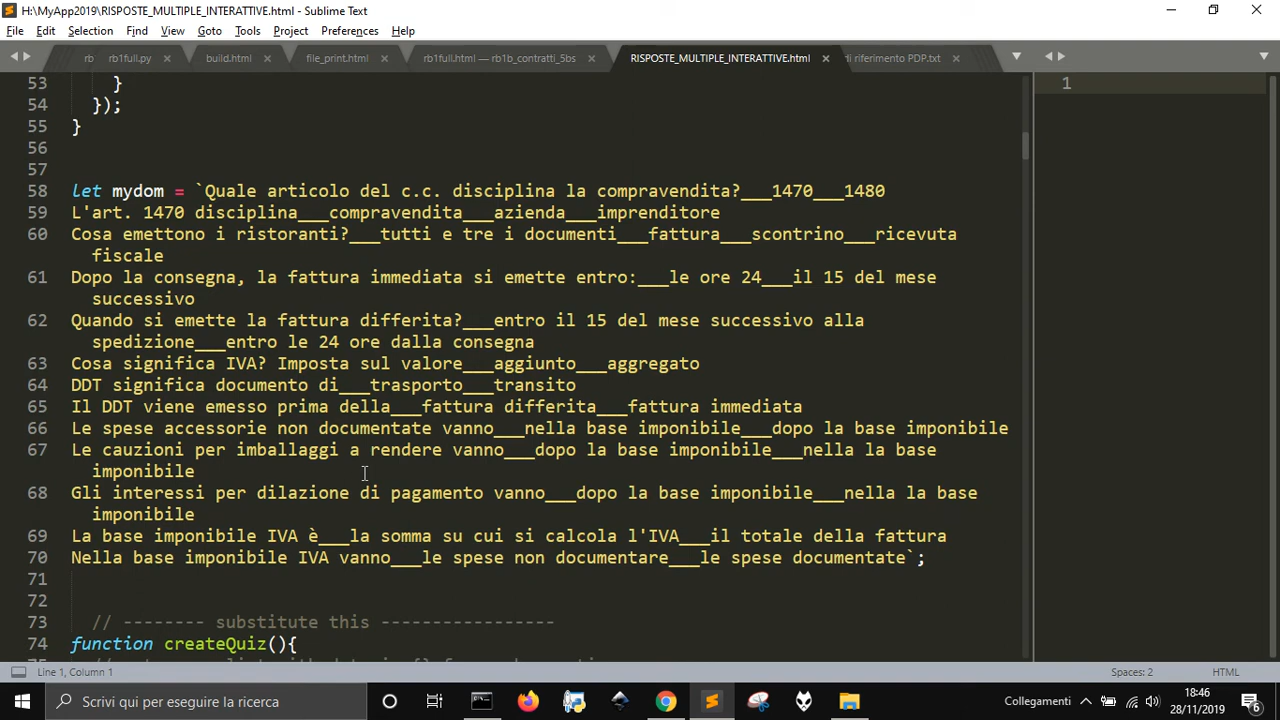 H:\MyApp2019\RISPOSTE_MULTIPLE_INTERATTIVE.html - Sublime Text
File Edit Selection Find View Goto Tools Project Preferences Help
rb rb1full.py build.html file_print.html rb1full.html — rb1b_contratti_5bs RISPOSTE_MULTIPLE_INTERATTIVE.html di riferimento PDP.txt
53 }
54 });
55 }
56
57
58 let mydom = `Quale articolo del c.c. disciplina la compravendita?___1470___1480
59 L'art. 1470 disciplina___compravendita___azienda___imprenditore
60 Cosa emettono i ristoranti?___tutti e tre i documenti___fattura___scontrino___ricevuta
fiscale
61 Dopo la consegna, la fattura immediata si emette entro:___le ore 24___il 15 del mese
successivo
62 Quando si emette la fattura differita?___entro il 15 del mese successivo alla
spedizione___entro le 24 ore dalla consegna
63 Cosa significa IVA? Imposta sul valore___aggiunto___aggregato
64 DDT significa documento di___trasporto___transito
65 Il DDT viene emesso prima della___fattura differita___fattura immediata
66 Le spese accessorie non documentate vanno___nella base imponibile___dopo la base imponibile
67 Le cauzioni per imballaggi a rendere vanno___dopo la base imponibile___nella la base
imponibile
68 Gli interessi per dilazione di pagamento vanno___dopo la base imponibile___nella la base
imponibile
69 La base imponibile IVA è___la somma su cui si calcola l'IVA___il totale della fattura
70 Nella base imponibile IVA vanno___le spese non documentare___le spese documentate`;
71
72
73 // -------- substitute this -----------------
74 function createQuiz(){
1
Line 1, Column 1 Spaces: 2 HTML
Scrivi qui per eseguire la ricerca
Collegamenti
18:46
28/11/2019
6